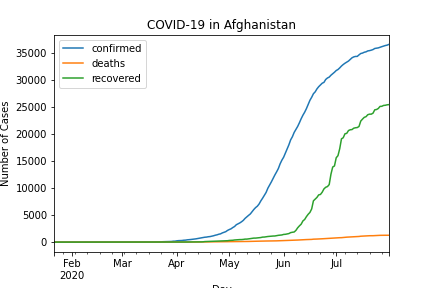 COVID-19 in Afghanistan
confirmed
deaths
recovered
Number of Cases
35000
30000
25000
20000
15000
10000
5000
0
Feb
2020
Mar
Apr
May
Jun
Jul